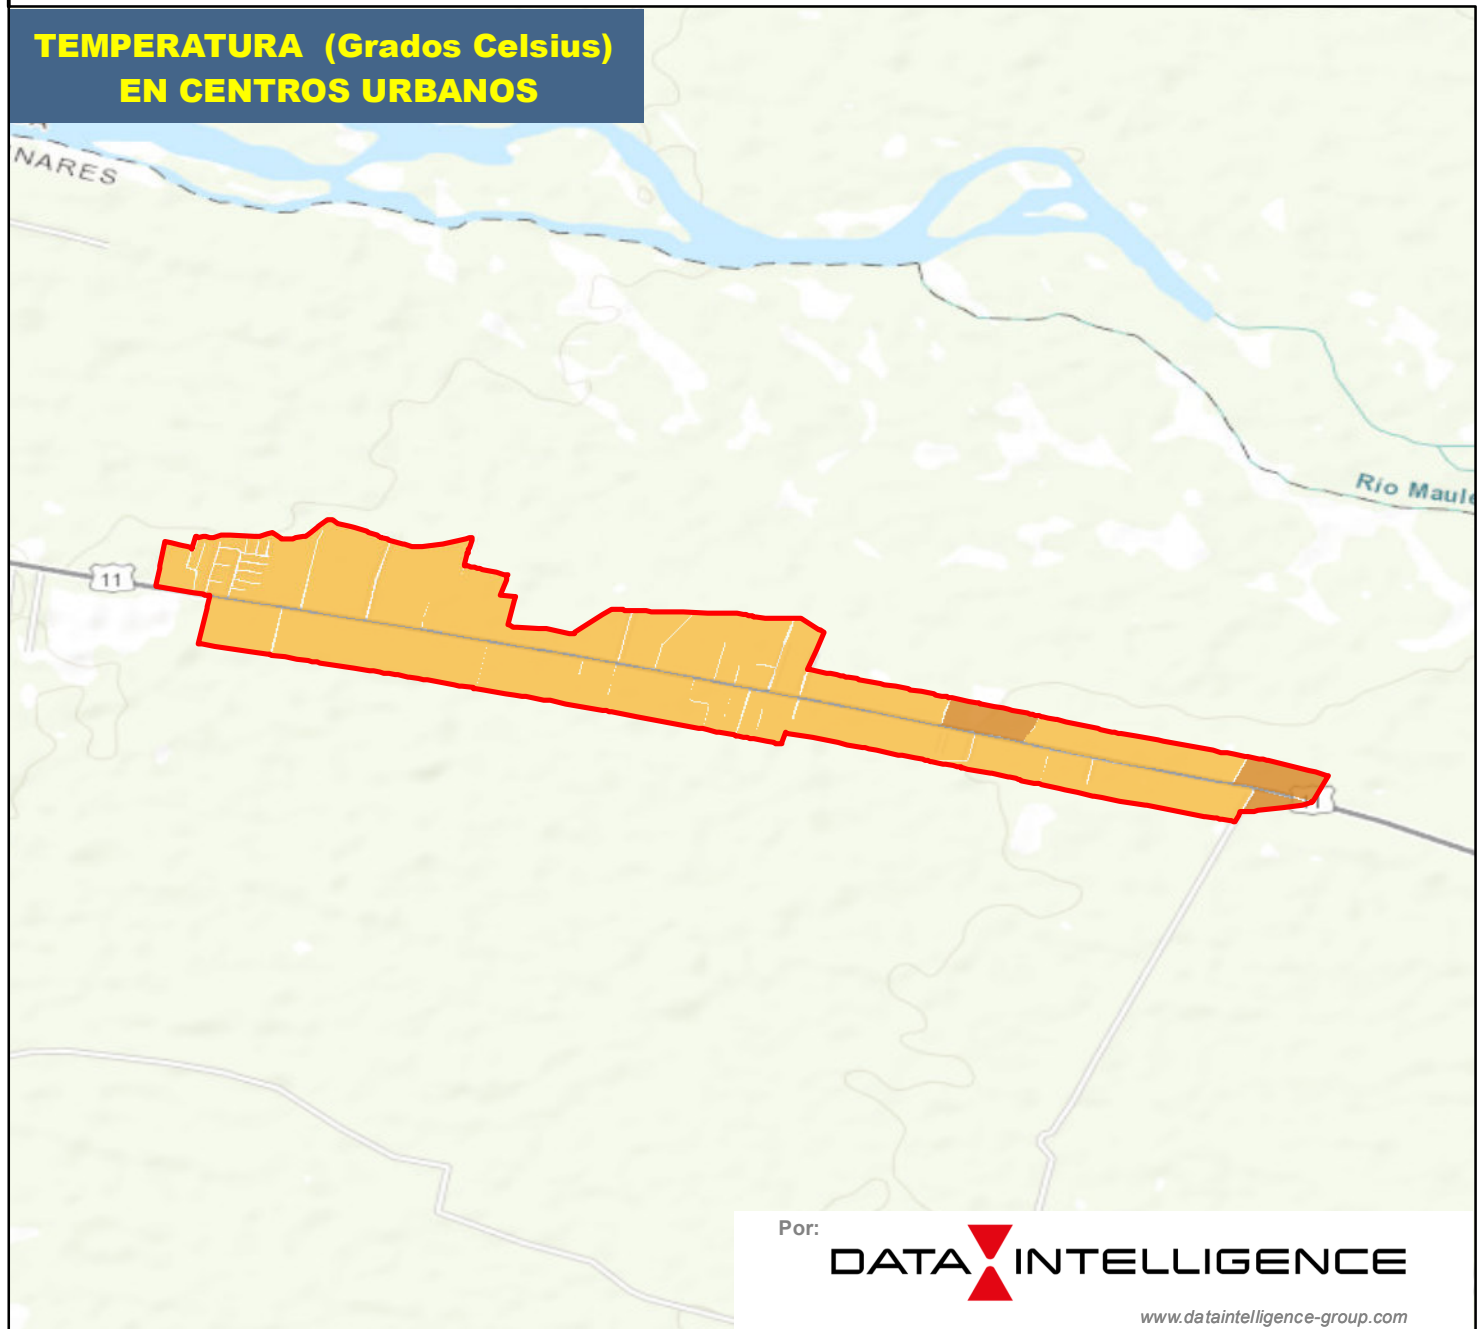 TEMPERATURA (Grados Celsius)
EN CENTROS URBANOS
NARES
Río Maule
11
Por:
DATA INTELLIGENCE
www.dataintelligence-group.com